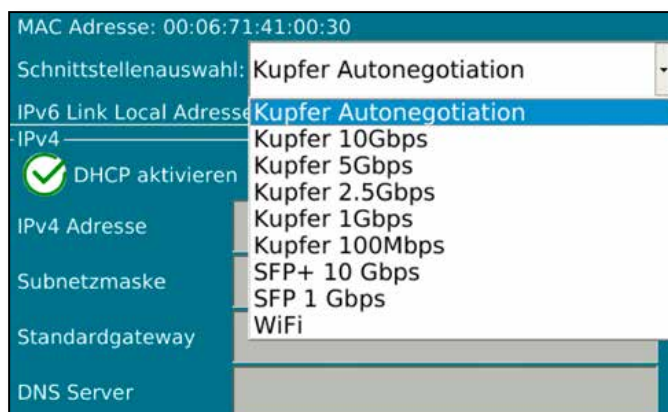 MAC Adresse: 00:06:71:41:00:30
Schnittstellenauswahl: Kupfer Autonegotiation
IPv6 Link Local Adresse Kupfer Autonegotiation
IPv4
Kupfer 10Gbps
Kupfer 5Gbps
DHCP aktivieren
Kupfer 2.5Gbps
IPv4 Adresse
Kupfer 1Gbps
Kupfer 100Mbps
Subnetzmaske
SFP+ 10 Gbps
SFP 1 Gbps
WiFi
Standardgateway
DNS Server